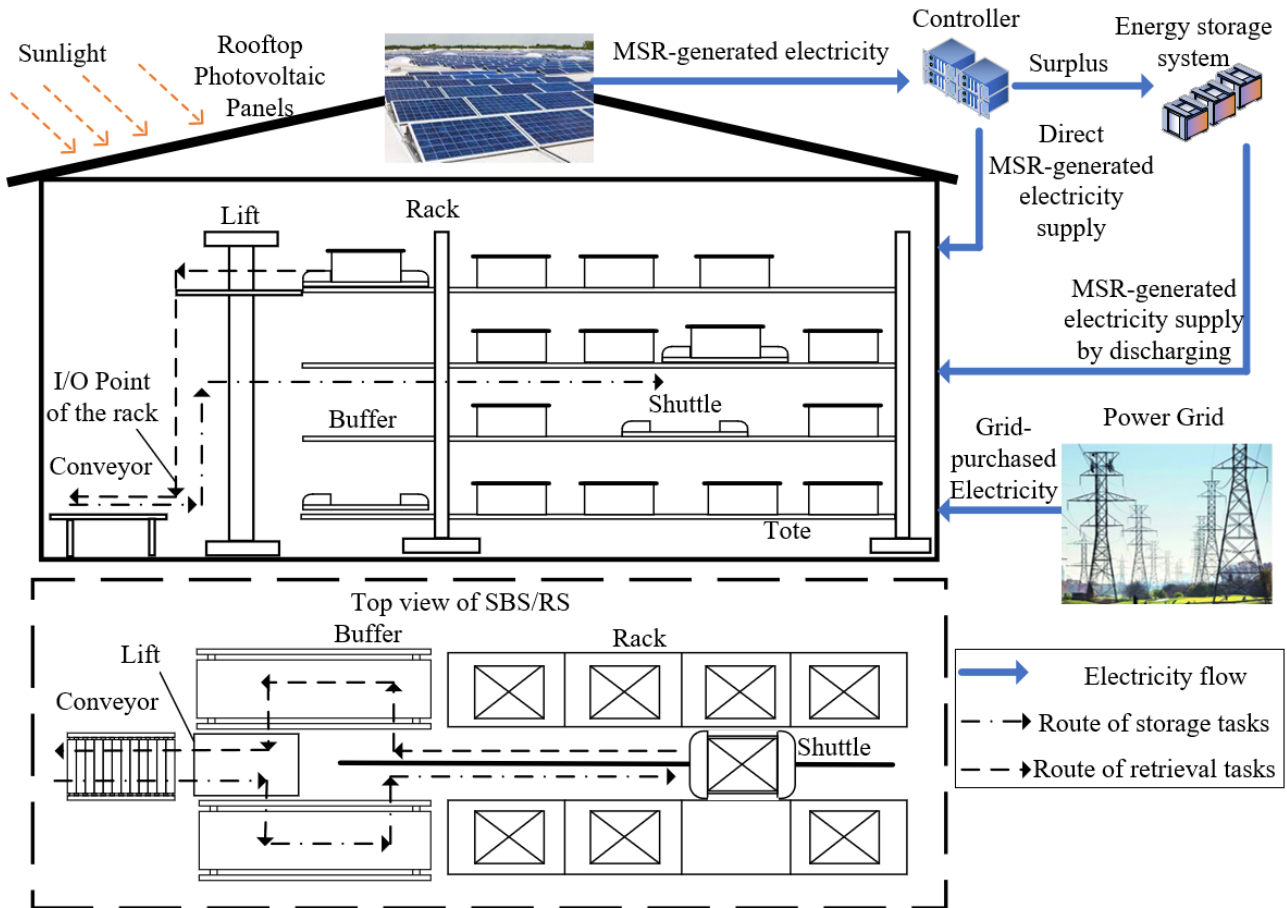 Sunlight
Rooftop
Photovoltaic
Panels
MSR-generated electricity
Controller
Surplus
Energy storage
system
Direct
MSR-generated
electricity
supply
MSR-generated
electricity supply
by discharging
Lift
Rack
I/O Point
of the rack
Buffer
Shuttle
Conveyor
Tote
Grid-
purchased
Electricity
Power Grid
Top view of SBS/RS
Buffer
Rack
Lift
Conveyor
Shuttle
Electricity flow
Route of storage tasks
Route of retrieval tasks